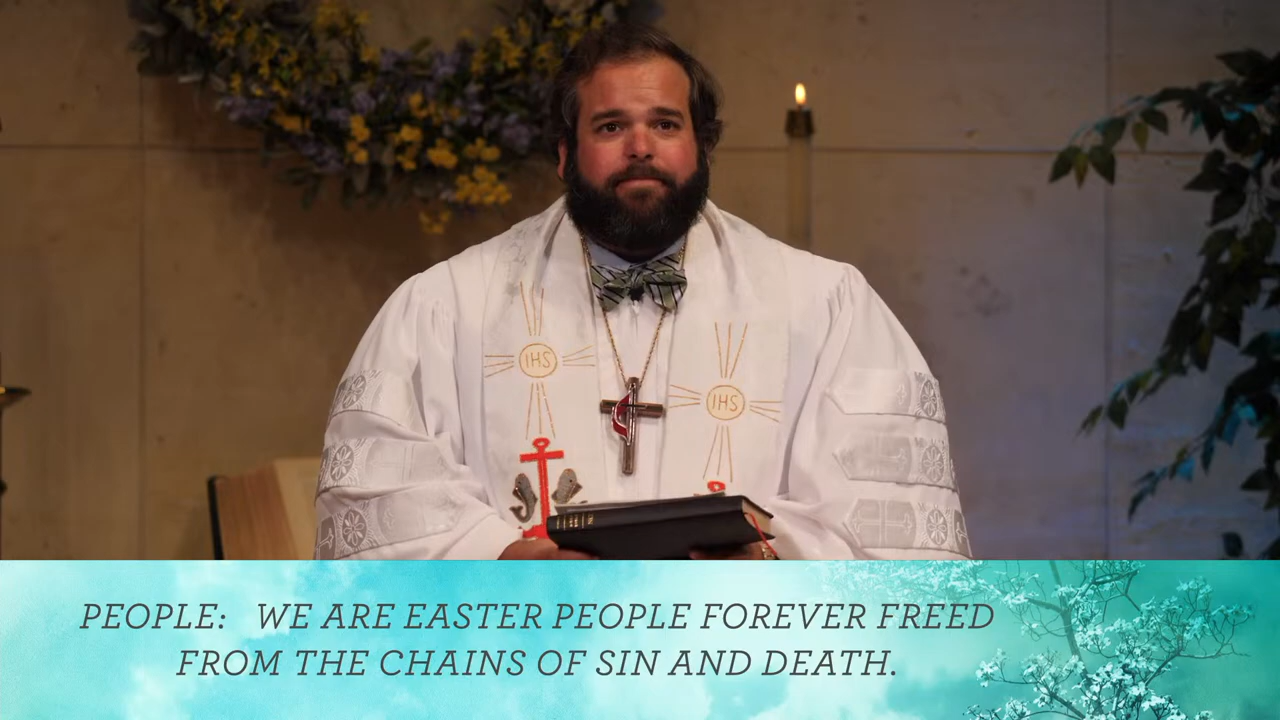 IHS
IHS
PEOPLE: WE ARE EASTER PEOPLE FOREVER FREED
FROM THE CHAINS OF SIN AND DEATH.